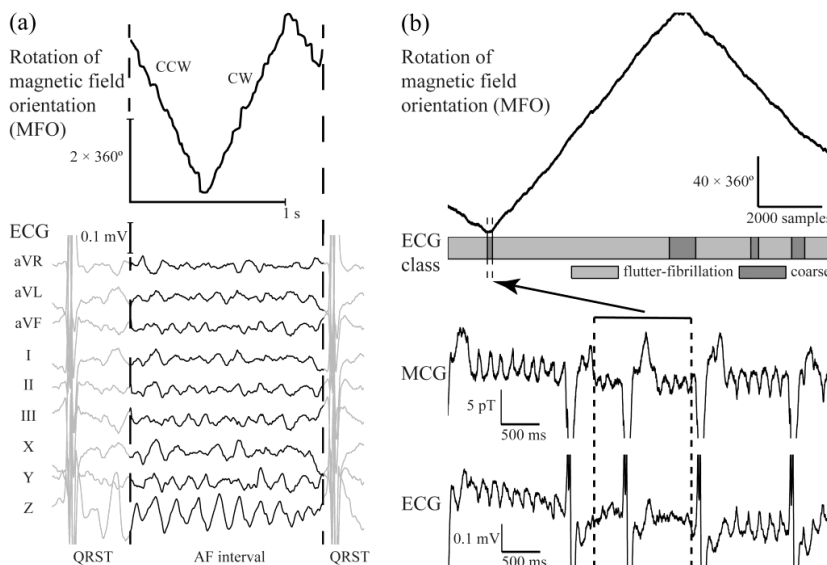 (a)
Rotation of
magnetic field
orientation
(MFO)
CCW
CW
2 × 360º
1 s
ECG
0.1 mV
aVR
aVL
aVF
I
II
III
X
Y
Z
QRST
AF interval
QRST
(b)
Rotation of
magnetic field
orientation (MFO)
40 × 360º
2000 samples
ECG
class
flutter-fibrillation
coarse
MCG
5 pT
500 ms
ECG
0.1 mV
500 ms